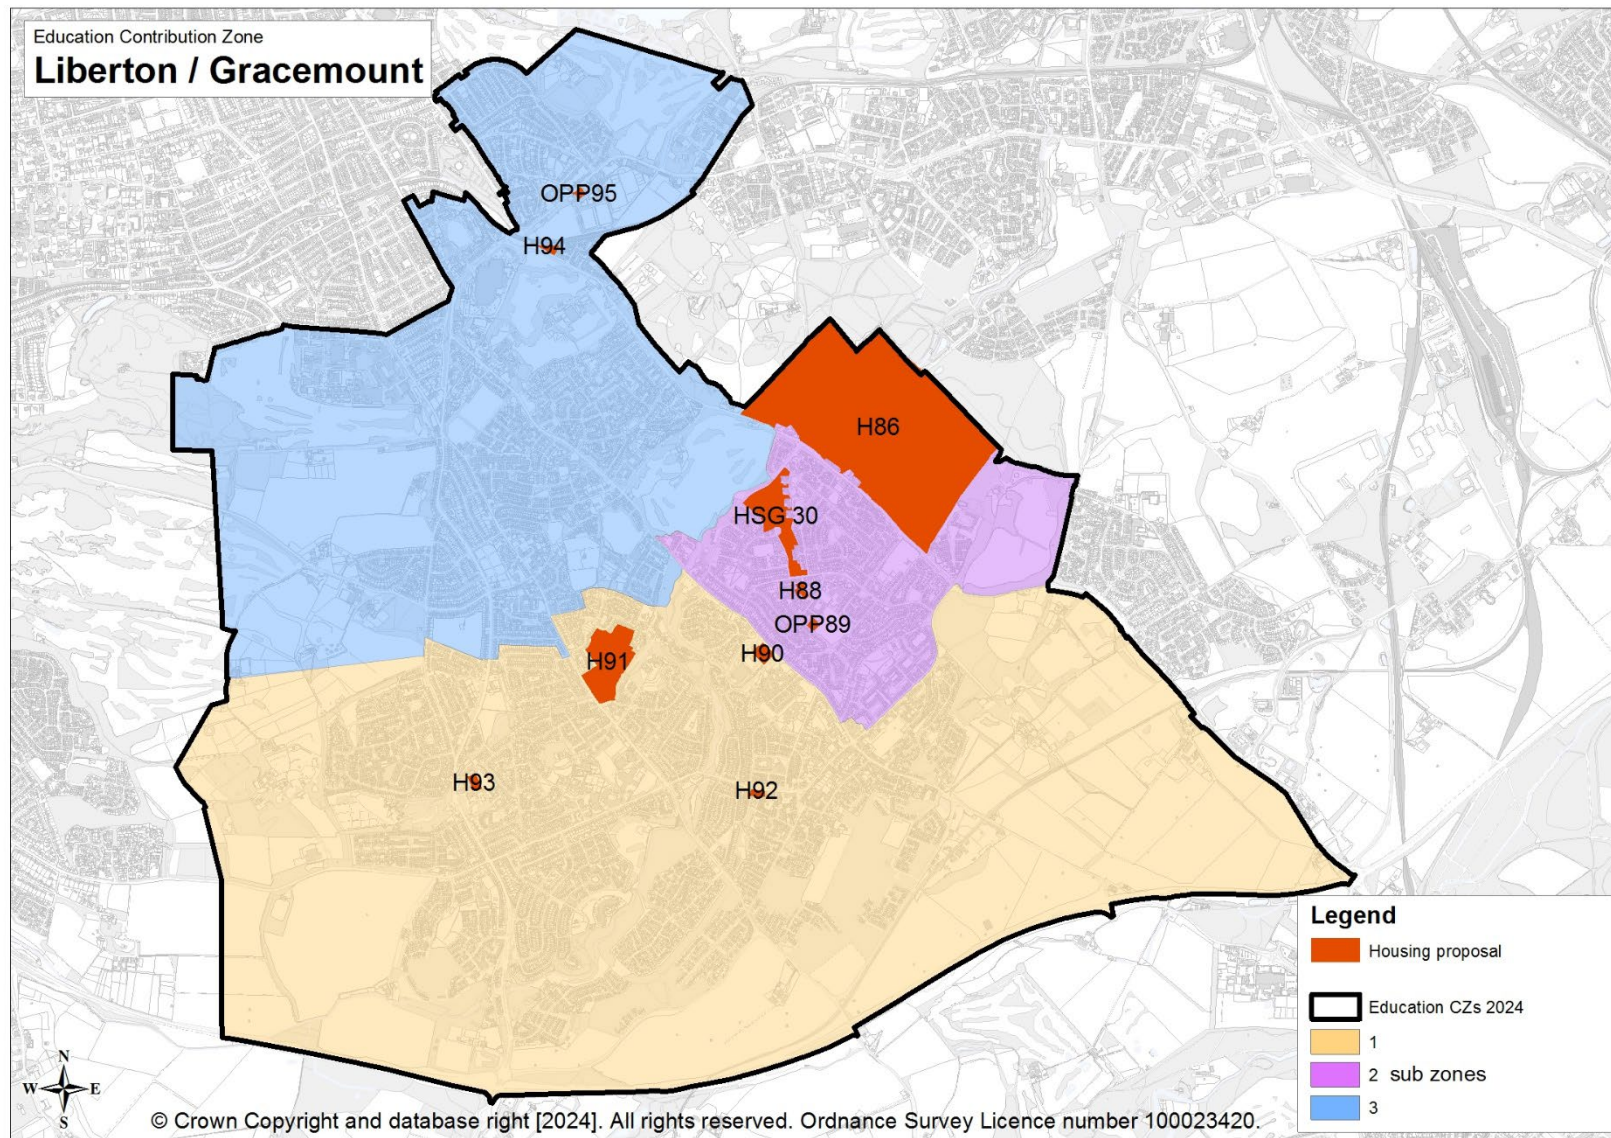 Education Contribution Zone
Liberton / Gracemount
OPP95
H94
H86
HSG 30
H88
OPP89
H90
H91
H93
H92
Legend
Housing proposal
Education CZs 2024
1
2 sub zones
3
N
W E
S
© Crown Copyright and database right [2024]. All rights reserved. Ordnance Survey Licence number 100023420.